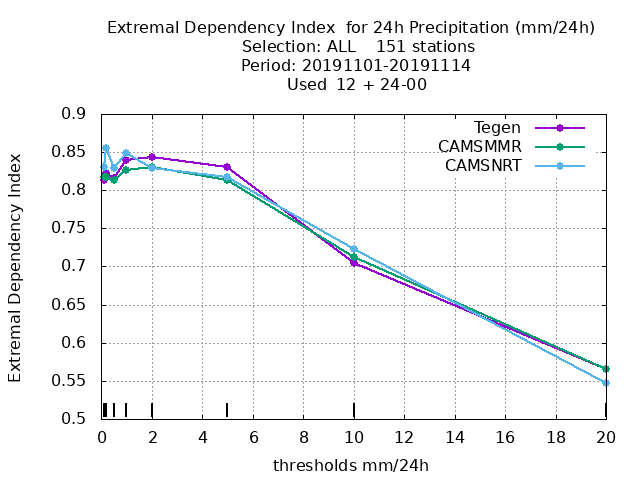 Extremal Dependency Index  for 24h Precipitation (mm/24h)
Selection: ALL    151 stations
Period: 20191101-20191114
Used  12 + 24-00
Extremal Dependency Index
0.9
0.85
0.8
0.75
0.7
0.65
0.6
0.55
0.5
Tegen
CAMSMMR
CAMSNRT
0 2 4 6 8 10 12 14 16 18 20
thresholds mm/24h